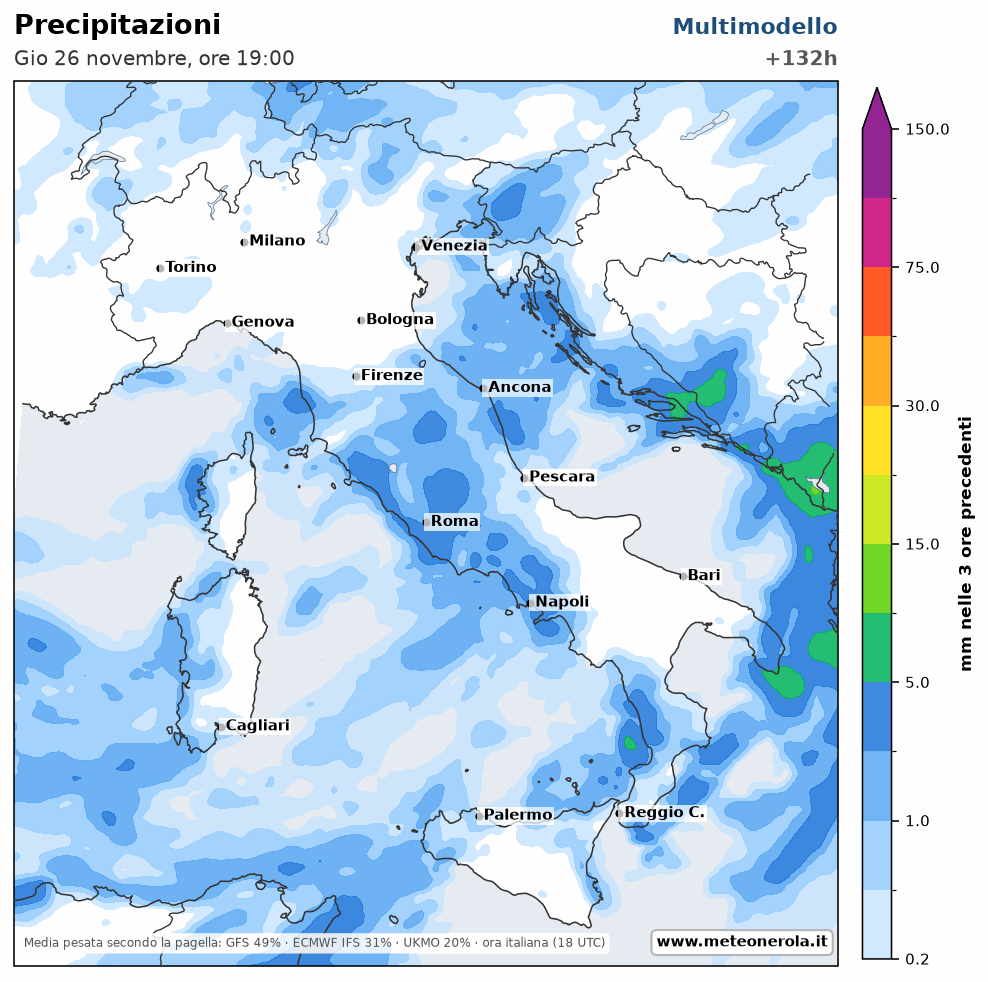 Precipitazioni
Multimodello
Gio 26 novembre, ore 19:00
+132h
150.0
Milano
Venezia
Torino
75.0
Genova
Bologna
Firenze
Ancona
30.0
Pescara
Roma
15.0
Bari
Napoli
5.0
Cagliari
Palermo
Reggio C.
1.0
0.2
mm nelle 3 ore precedenti
Media pesata secondo la pagella: GFS 49% · ECMWF IFS 31% · UKMO 20% · ora italiana (18 UTC)
www.meteonerola.it